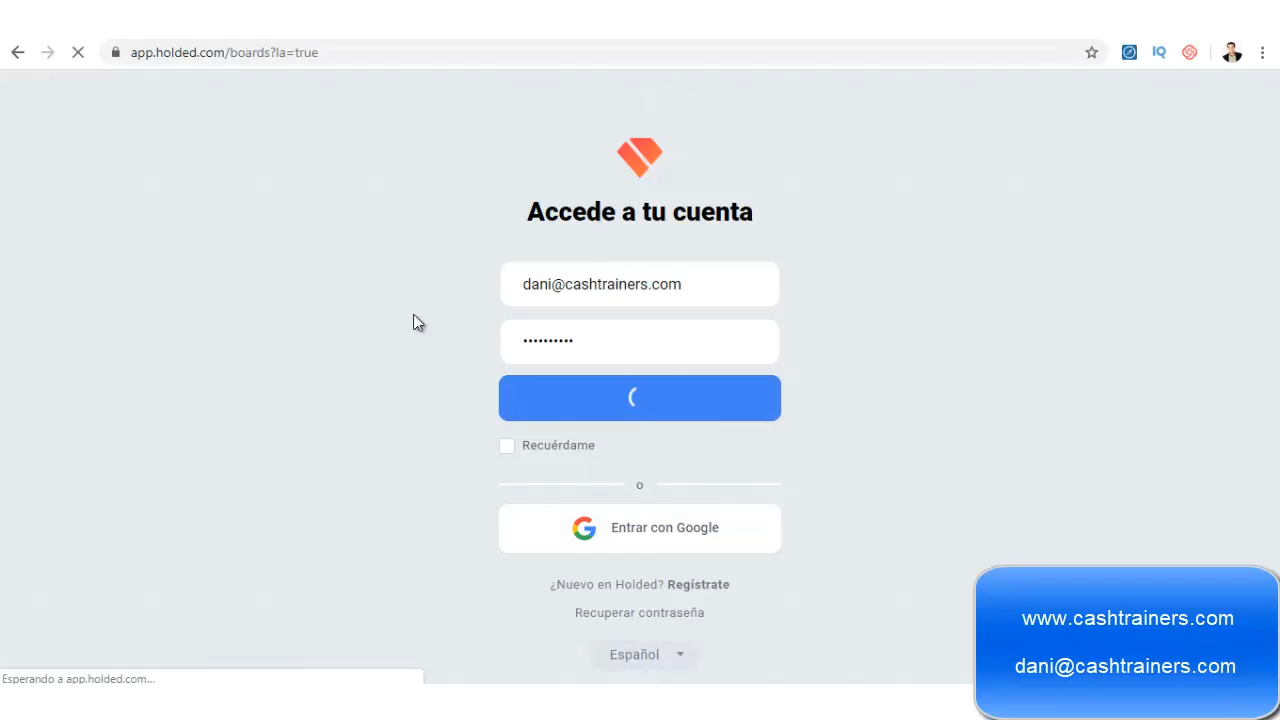 app.holded.com/boards?la=true
IQ
Accede a tu cuenta
dani@cashtrainers.com
••••••••••
Recuérdame
o
Entrar con Google
¿Nuevo en Holded? Regístrate
Recuperar contraseña
Español
www.cashtrainers.com
dani@cashtrainers.com
Esperando a app.holded.com...